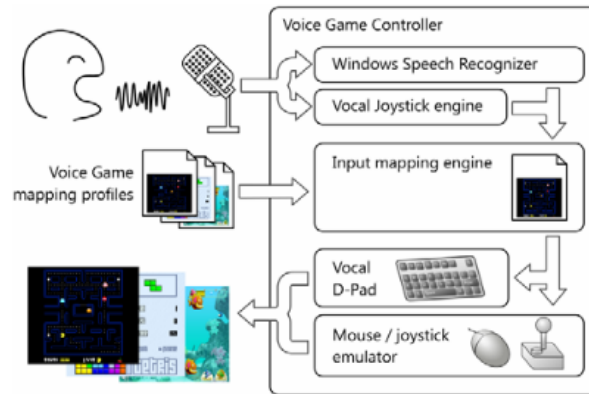 Voice Game Controller
Windows Speech Recognizer
Vocal Joystick engine
Voice Game
mapping profiles
Input mapping engine
Vocal
D-Pad
Mouse / joystick
emulator
TETRIS